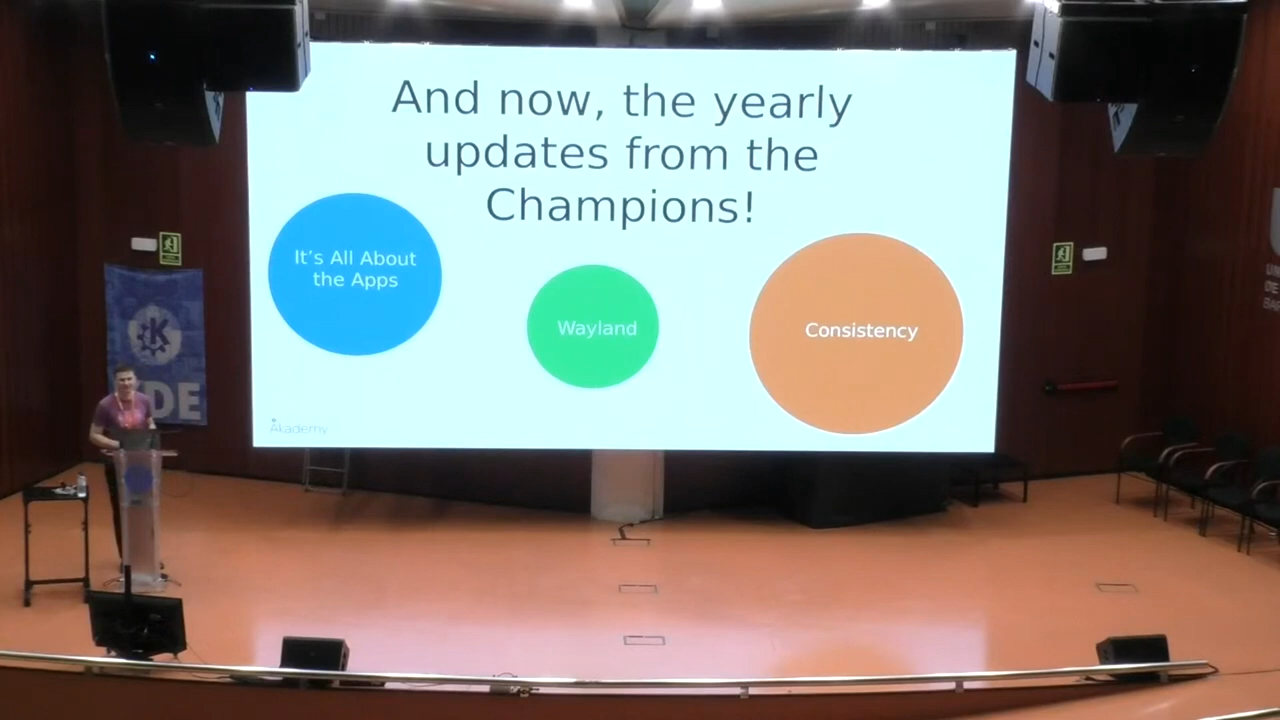 And now, the yearly
updates from the
Champions!
It's All About
the Apps
Wayland
Consistency
Akademy
KDE